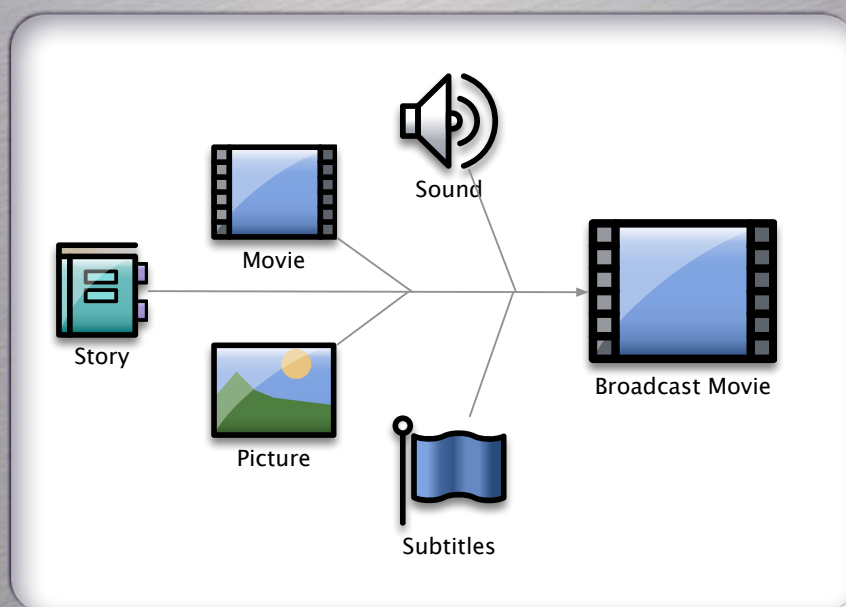 Sound
Movie
Story
Broadcast Movie
Picture
Subtitles